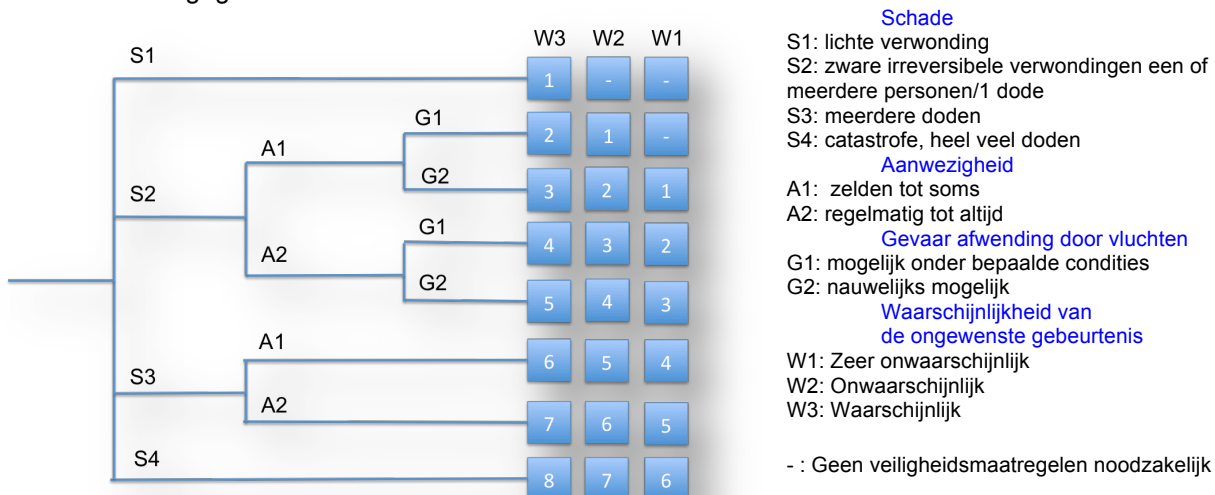 W3 W2 W1
S1
1 - -
G1
2 1 -
A1
G2
3 2 1
S2
G1
4 3 2
A2
G2
5 4 3
A1
6 5 4
S3
A2
7 6 5
S4
8 7 6
Schade
S1: lichte verwonding
S2: zware irreversibele verwondingen een of
meerdere personen/1 dode
S3: meerdere doden
S4: catastrofe, heel veel doden
Aanwezigheid
A1: zelden tot soms
A2: regelmatig tot altijd
Gevaar afwending door vluchten
G1: mogelijk onder bepaalde condities
G2: nauwelijks mogelijk
Waarschijnlijkheid van
de ongewenste gebeurtenis
W1: Zeer onwaarschijnlijk
W2: Onwaarschijnlijk
W3: Waarschijnlijk
- : Geen veiligheidsmaatregelen noodzakelijk